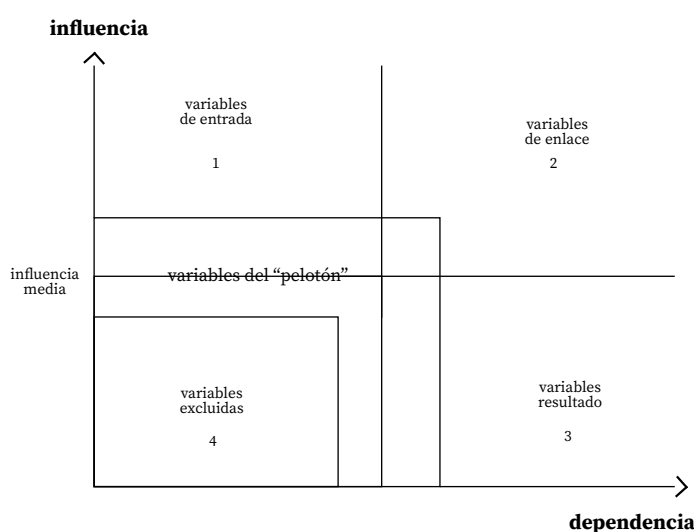 influencia
variables
de entrada
1
variables
de enlace
2
variables del “pelotón”
influencia
media
variables
excluidas
4
variables
resultado
3
dependencia